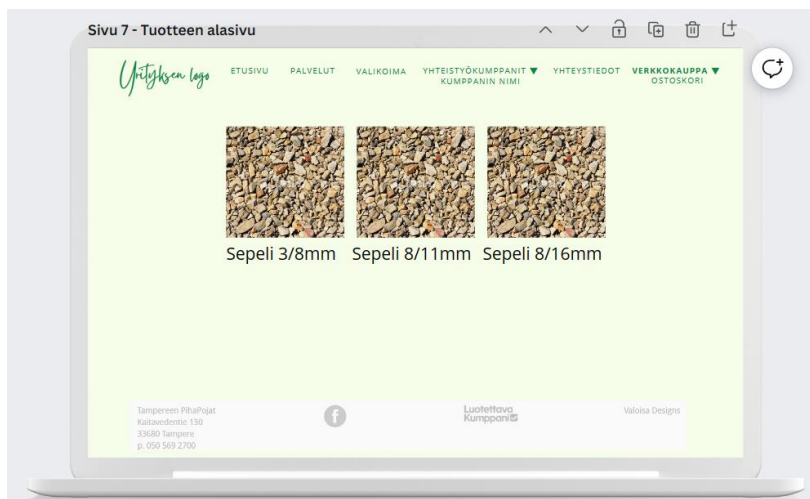 Sivu 7 - Tuotteen alasivu
Yrityksen logo
ETUSIVU
PALVELUT
VALIKOIMA
YHTEISTYÖKUMPPANIT ▼
KUMPPANIN NIMI
YHTEYSTIEDOT
VERKKOKAUPPA ▼
OSTOSKORI
Sepeli 3/8mm
Sepeli 8/11mm
Sepeli 8/16mm
Tampereen PihaPojat
Kaitavedentie 130
33680 Tampere
p. 050 569 2700
f
Luotettava
Kumppani
Valoisa Designs